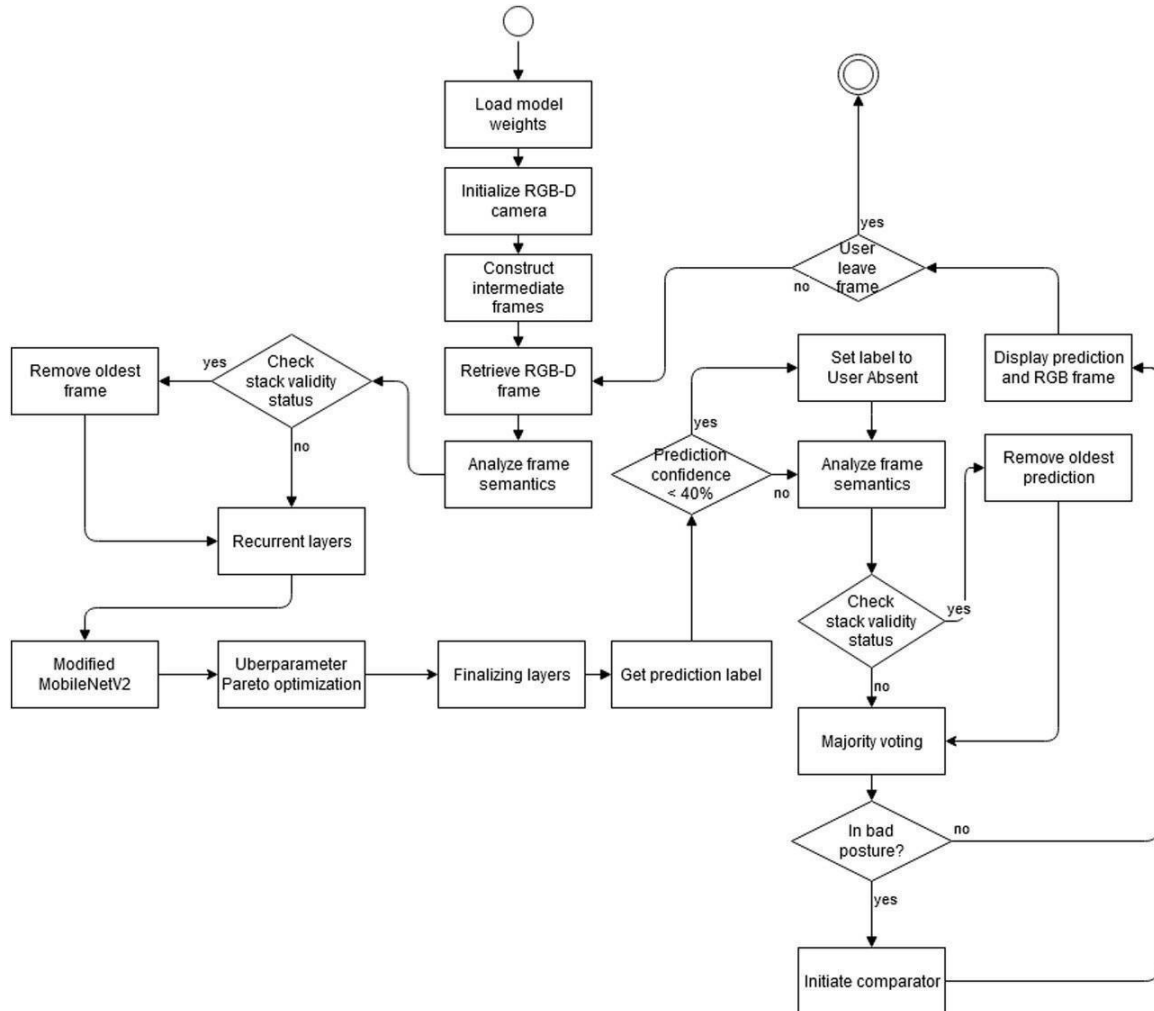 Load model
weights
Initialize RGB-D
camera
Construct
intermediate
frames
Retrieve RGB-D
frame
Analyze frame
semantics
Check
stack validity
status
yes
no
Remove oldest
frame
Recurrent layers
Modified
MobileNetV2
Uberparameter
Pareto optimization
Finalizing layers
Get prediction label
Prediction
confidence
< 40%
yes
no
Set label to
User Absent
Analyze frame
semantics
Check
stack validity
status
yes
no
Remove oldest
prediction
Majority voting
In bad
posture?
no
yes
Initiate comparator
Display prediction
and RGB frame
User
leave
frame
yes
no